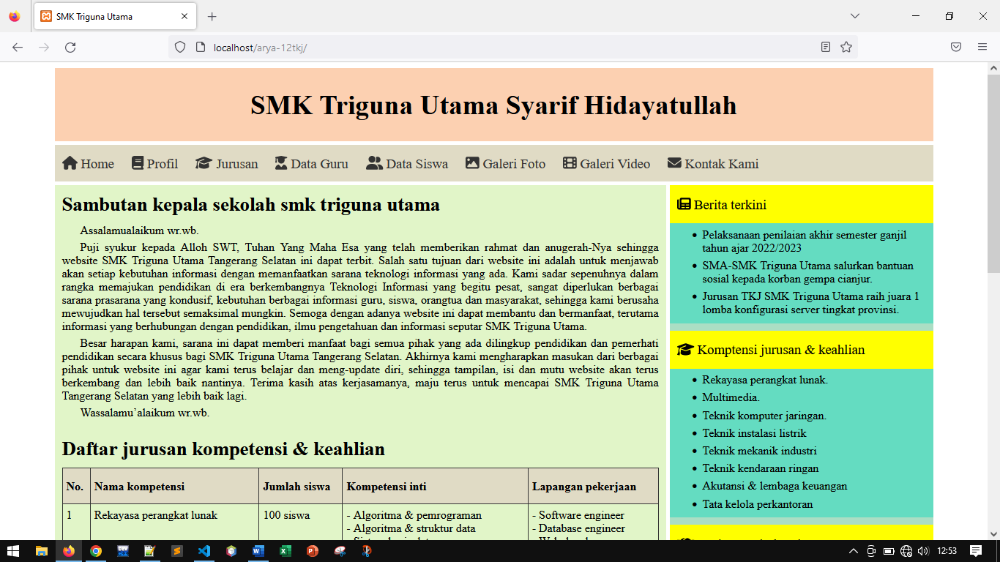 SMK Triguna Utama
localhost/arya-12tkj/
SMK Triguna Utama Syarif Hidayatullah
Home Profil Jurusan Data Guru Data Siswa Galeri Foto Galeri Video Kontak Kami
Sambutan kepala sekolah smk triguna utama
Assalamualaikum wr.wb.
Puji syukur kepada Alloh SWT, Tuhan Yang Maha Esa yang telah memberikan rahmat dan anugerah-Nya sehingga
website SMK Triguna Utama Tangerang Selatan ini dapat terbit. Salah satu tujuan dari website ini adalah untuk menjawab
akan setiap kebutuhan informasi dengan memanfaatkan sarana teknologi informasi yang ada. Kami sadar sepenuhnya dalam
rangka memajukan pendidikan di era berkembangnya Teknologi Informasi yang begitu pesat, sangat diperlukan berbagai
sarana prasarana yang kondusif, kebutuhan berbagai informasi guru, siswa, orangtua dan masyarakat, sehingga kami berusaha
mewujudkan hal tersebut semaksimal mungkin. Semoga dengan adanya website ini dapat membantu dan bermanfaat, terutama
informasi yang berhubungan dengan pendidikan, ilmu pengetahuan dan informasi seputar SMK Triguna Utama.
Besar harapan kami, sarana ini dapat memberi manfaat bagi semua pihak yang ada dilingkup pendidikan dan pemerhati
pendidikan secara khusus bagi SMK Triguna Utama Tangerang Selatan. Akhirnya kami mengharapkan masukan dari berbagai
pihak untuk website ini agar kami terus belajar dan meng-update diri, sehingga tampilan, isi dan mutu website akan terus
berkembang dan lebih baik nantinya. Terima kasih atas kerjasamanya, maju terus untuk mencapai SMK Triguna Utama
Tangerang Selatan yang lebih baik lagi.
Wassalamu’alaikum wr.wb.
Daftar jurusan kompetensi & keahlian
No. Nama kompetensi Jumlah siswa Kompetensi inti Lapangan pekerjaan
1 Rekayasa perangkat lunak 100 siswa - Algoritma & pemrograman - Software engineer
- Algoritma & struktur data - Database engineer
Berita terkini
Pelaksanaan penilaian akhir semester ganjil
tahun ajar 2022/2023
SMA-SMK Triguna Utama salurkan bantuan
sosial kepada korban gempa cianjur.
Jurusan TKJ SMK Triguna Utama raih juara 1
lomba konfigurasi server tingkat provinsi.
Komptensi jurusan & keahlian
Rekayasa perangkat lunak.
Multimedia.
Teknik komputer jaringan.
Teknik instalasi listrik
Teknik mekanik industri
Teknik kendaraan ringan
Akutansi & lembaga keuangan
Tata kelola perkantoran
12:53